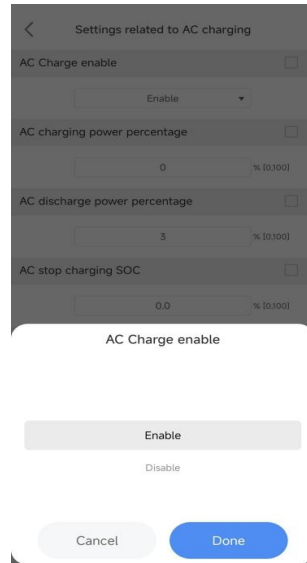 Settings related to AC charging
AC Charge enable
Enable
AC charging power percentage
0 % [0,100]
AC discharge power percentage
3 % [0,100]
AC stop charging SOC
0.0 % [0,100]
AC Charge enable
Enable
Disable
Cancel Done